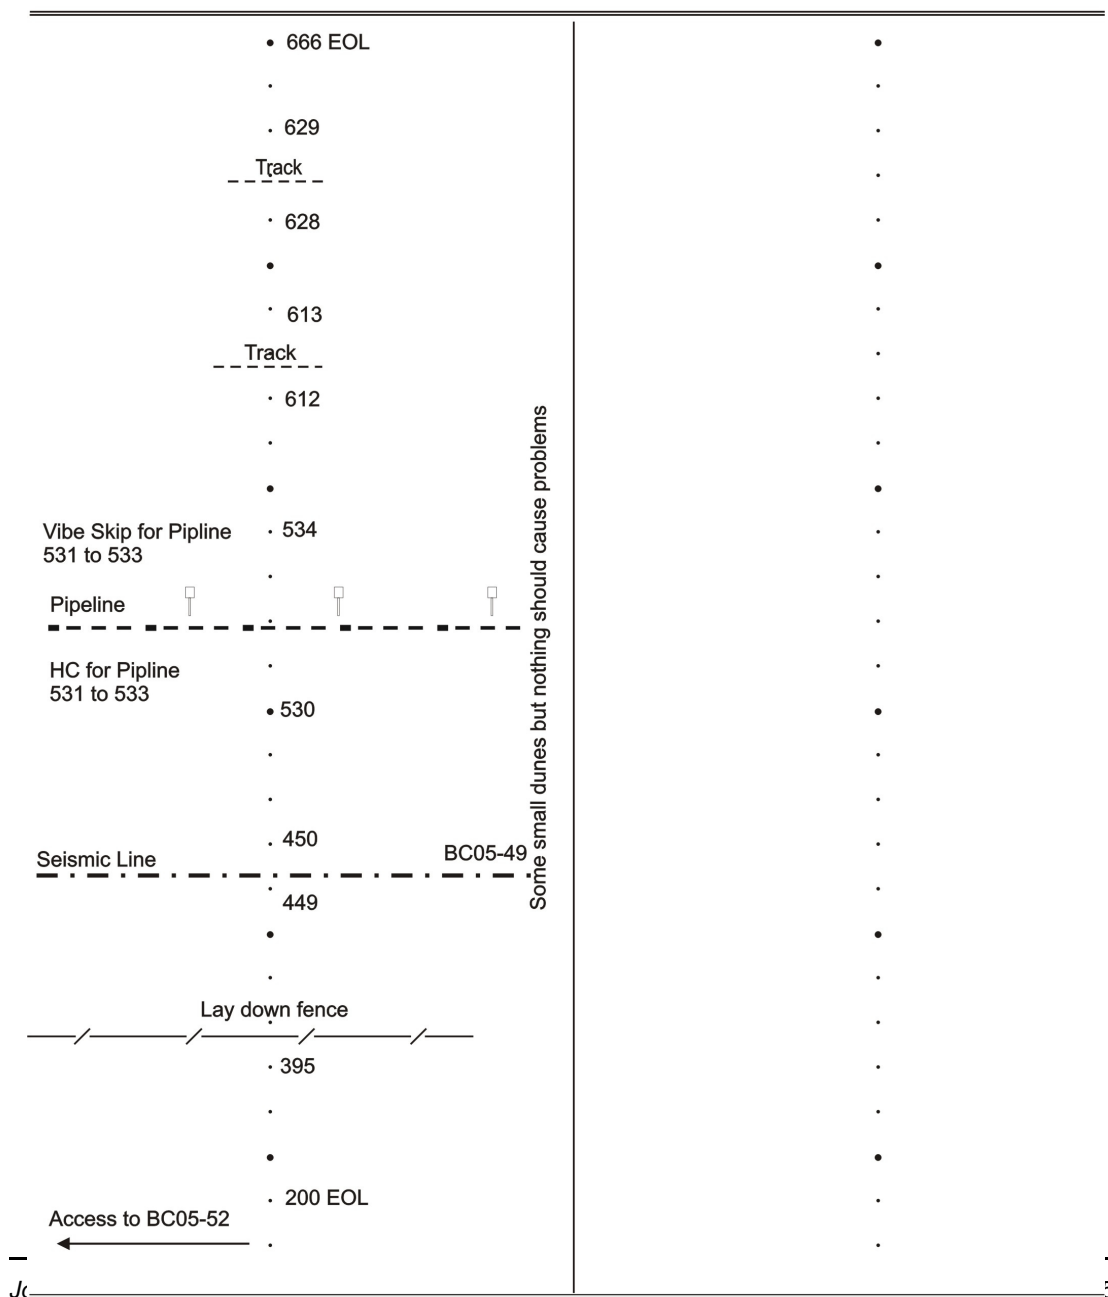 666 EOL
629
Track
628
613
Track
612
Some small dunes but nothing should cause problems
534
Vibe Skip for Pipline
531 to 533
Pipeline
HC for Pipline
531 to 533
530
450
BC05-49
Seismic Line
449
Lay down fence
395
200 EOL
Access to BC05-52